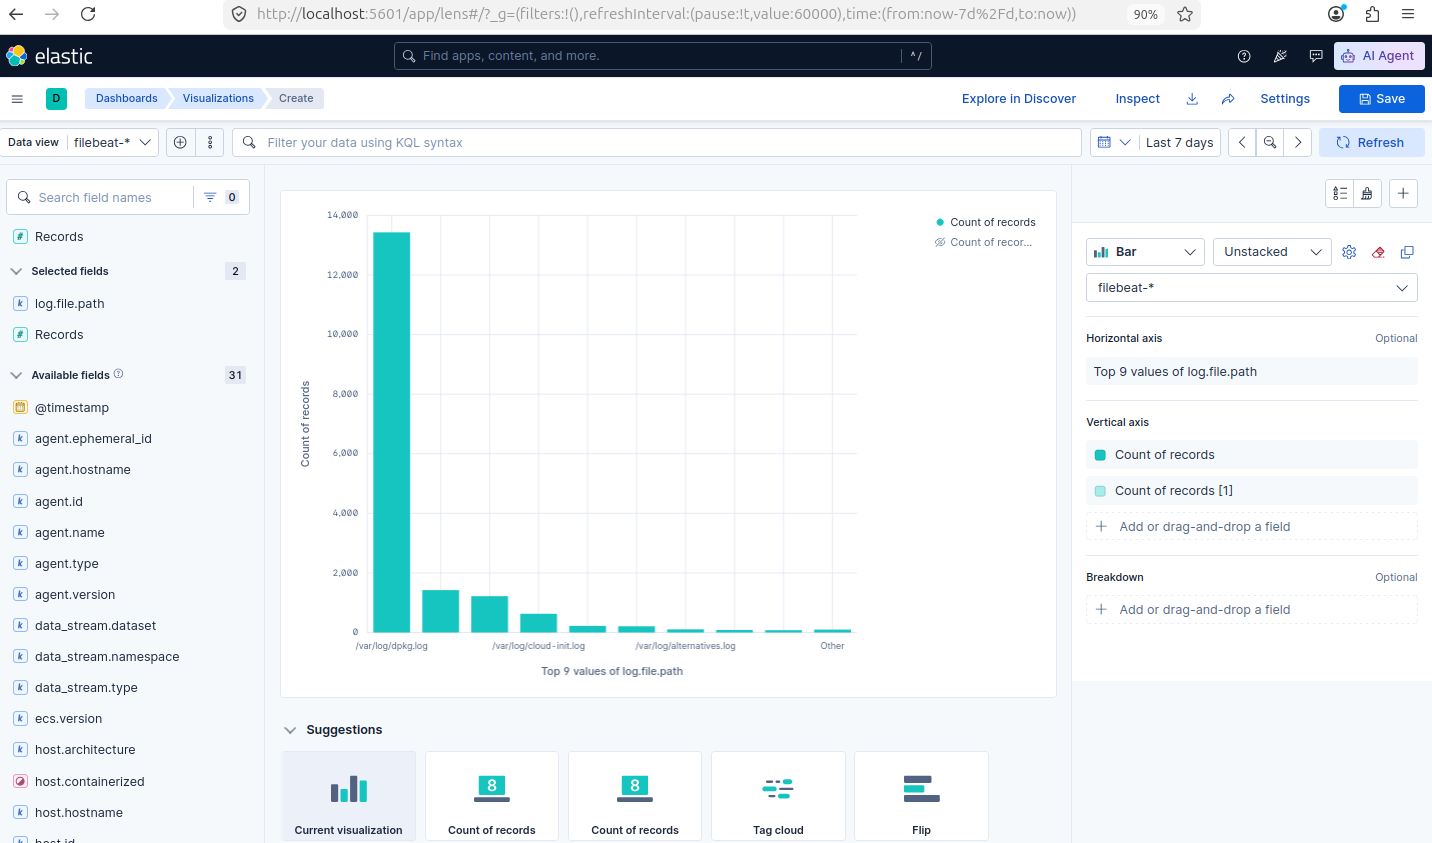 http://localhost:5601/app/lens#/?_g=(filters:!(),refreshInterval:(pause:!t,value:60000),time:(from:now-7d%2Fd,to:now))
90%
elastic
Find apps, content, and more.
^/
AI Agent
D
Dashboards
Visualizations
Create
Explore in Discover
Inspect
Settings
Save
Data view
filebeat-*
Filter your data using KQL syntax
Last 7 days
Refresh
Search field names
0
Records
Selected fields
2
log.file.path
Records
Available fields
31
@timestamp
agent.ephemeral_id
agent.hostname
agent.id
agent.name
agent.type
agent.version
data_stream.dataset
data_stream.namespace
data_stream.type
ecs.version
host.architecture
host.containerized
host.hostname
host.id
14,000
12,000
10,000
8,000
6,000
4,000
2,000
0
Count of records
/var/log/dpkg.log
/var/log/cloud-init.log
/var/log/alternatives.log
Other
Top 9 values of log.file.path
Count of records
Count of recor...
Suggestions
Current visualization
8
Count of records
8
Count of records
Tag cloud
Flip
Bar
Unstacked
filebeat-*
Horizontal axis
Optional
Top 9 values of log.file.path
Vertical axis
Count of records
Count of records [1]
Add or drag-and-drop a field
Breakdown
Optional
Add or drag-and-drop a field